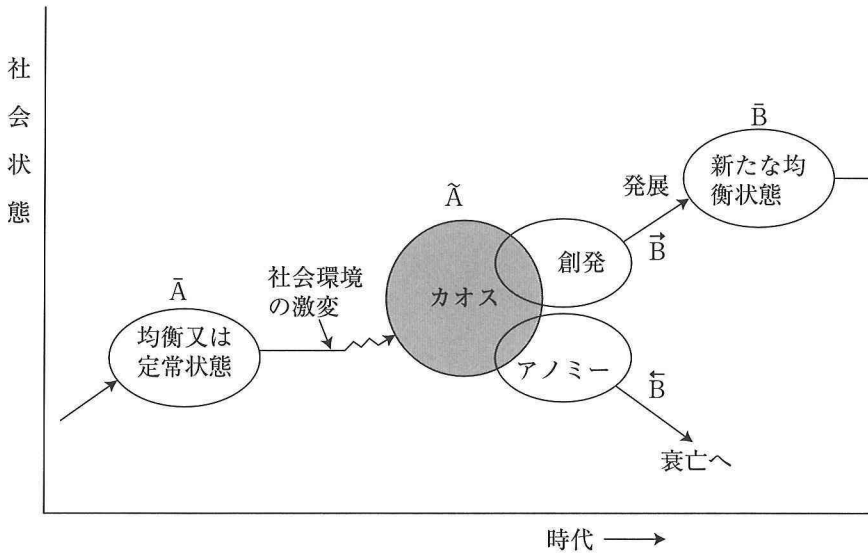 社会状態
Ā
均衡又は
定常状態
社会環境
の激変
Ã
カオス
創発
アノミー
発展
B⃗
B⃖
衰亡へ
B̄
新たな均
衡状態
時代